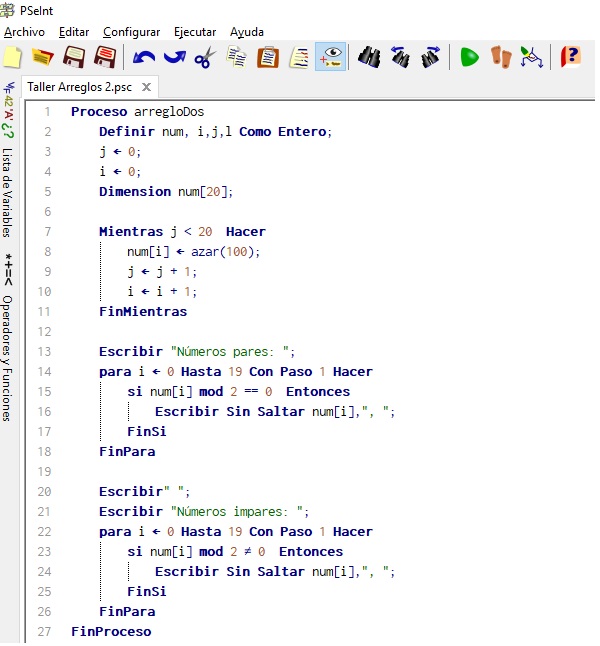 PSeInt
Archivo Editar Configurar Ejecutar Ayuda
Taller Arreglos 2.psc ✕
42 'A' ¿? Lista de Variables
*+=< Operadores y Funciones
1 Proceso arregloDos
2 Definir num, i,j,l Como Entero;
3 j ← 0;
4 i ← 0;
5 Dimension num[20];
6
7 Mientras j < 20 Hacer
8 num[i] ← azar(100);
9 j ← j + 1;
10 i ← i + 1;
11 FinMientras
12
13 Escribir "Números pares: ";
14 para i ← 0 Hasta 19 Con Paso 1 Hacer
15 si num[i] mod 2 == 0 Entonces
16 Escribir Sin Saltar num[i],", ";
17 FinSi
18 FinPara
19
20 Escribir" ";
21 Escribir "Números impares: ";
22 para i ← 0 Hasta 19 Con Paso 1 Hacer
23 si num[i] mod 2 ≠ 0 Entonces
24 Escribir Sin Saltar num[i],", ";
25 FinSi
26 FinPara
27 FinProceso